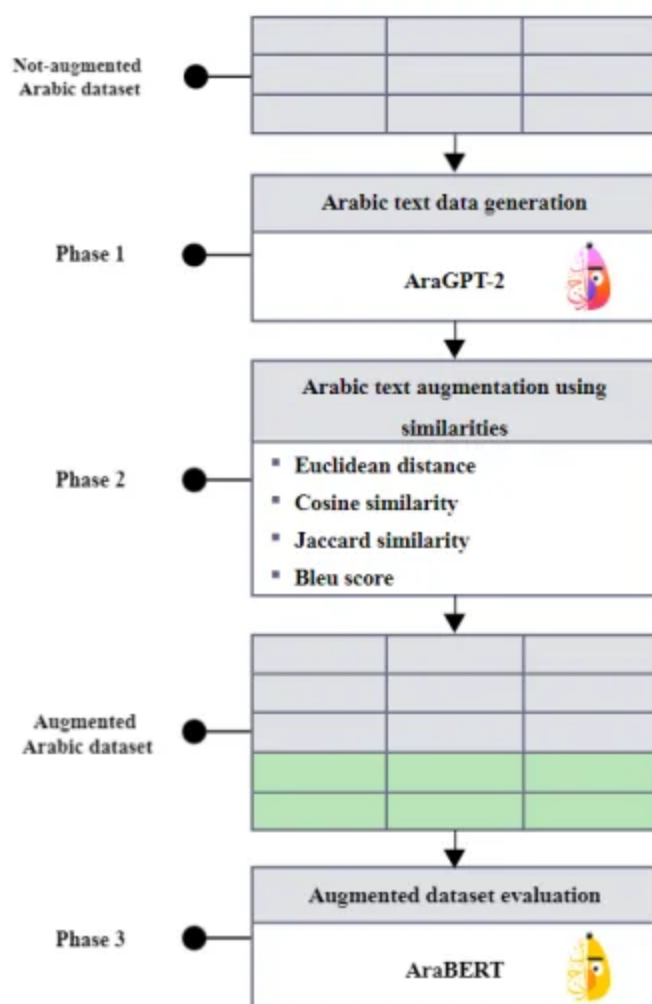 Not-augmented
Arabic dataset
Phase 1
Arabic text data generation
AraGPT-2
Phase 2
Arabic text augmentation using
similarities
Euclidean distance
Cosine similarity
Jaccard similarity
Bleu score
Augmented
Arabic dataset
Phase 3
Augmented dataset evaluation
AraBERT